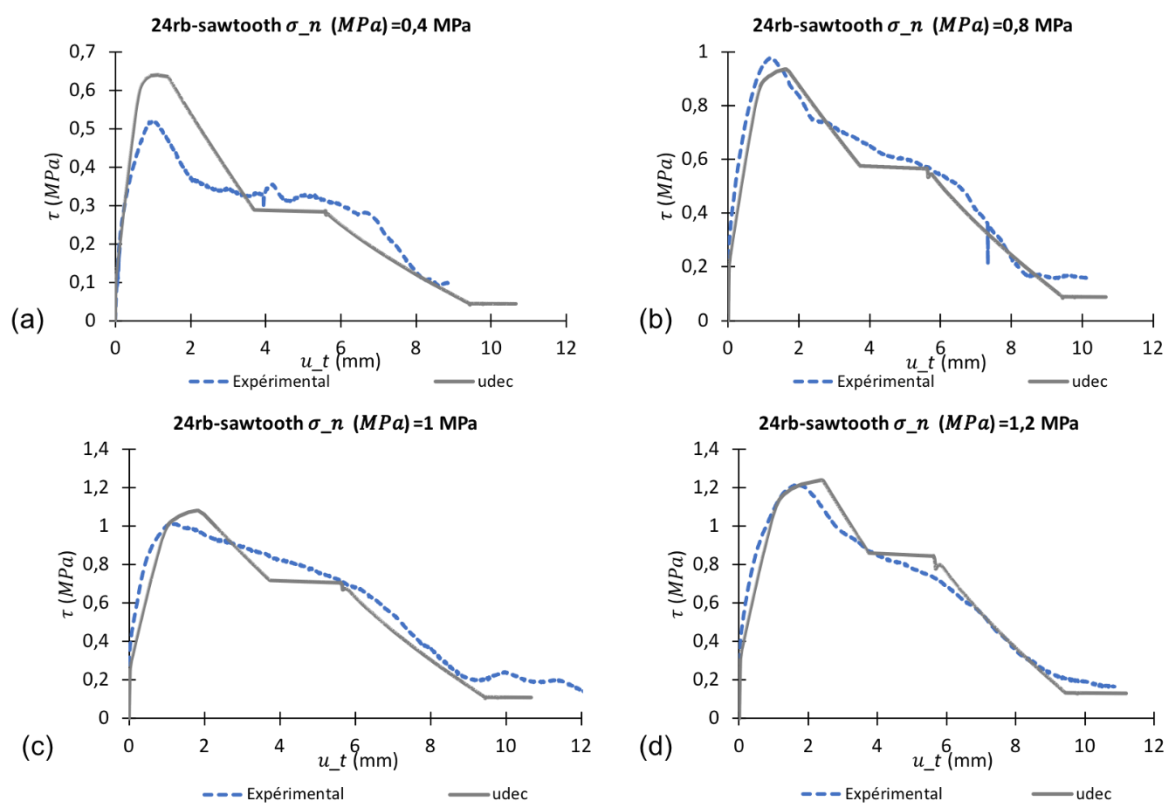 24rb-sawtooth σ_n (MPa)=0,4 MPa
0,7
0,6
0,5
0,4
0,3
0,2
0,1
0
τ (MPa)
0 2 4 6 8 10 12
u_t (mm)
Expérimental udec
(a)
24rb-sawtooth σ_n (MPa)=0,8 MPa
1
0,8
0,6
0,4
0,2
0
τ (MPa)
0 2 4 6 8 10 12
u_t (mm)
Expérimental udec
(b)
24rb-sawtooth σ_n (MPa)=1 MPa
1,4
1,2
1
0,8
0,6
0,4
0,2
0
τ (MPa)
0 2 4 6 8 10 12
u_t (mm)
Expérimental udec
(c)
24rb-sawtooth σ_n (MPa)=1,2 MPa
1,4
1,2
1
0,8
0,6
0,4
0,2
0
τ (MPa)
0 2 4 6 8 10 12
u_t (mm)
Expérimental udec
(d)